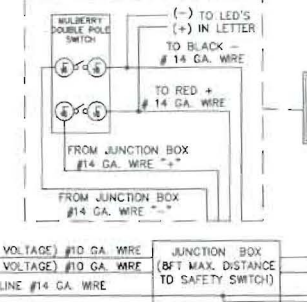 MULBERRY
DOUBLE POLE
SWITCH
(-) TO LED'S
(+) IN LETTER
TO BLACK -
# 14 GA. WIRE
TO RED +
# 14 GA. WIRE
FROM JUNCTION BOX
#14 GA. WIRE "+"
FROM JUNCTION BOX
#14 GA. WIRE "-"
VOLTAGE) #10 GA. WIRE
VOLTAGE) #10 GA. WIRE
LINE #14 GA. WIRE
JUNCTION BOX
(8FT MAX. DISTANCE
TO SAFETY SWITCH)